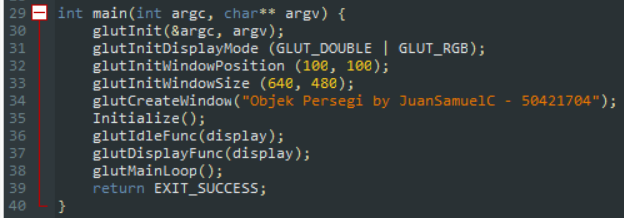 29 int main(int argc, char** argv) {
30 glutInit(&argc, argv);
31 glutInitDisplayMode (GLUT_DOUBLE | GLUT_RGB);
32 glutInitWindowPosition (100, 100);
33 glutInitWindowSize (640, 480);
34 glutCreateWindow("Objek Persegi by JuanSamuelC - 50421704");
35 Initialize();
36 glutIdleFunc(display);
37 glutDisplayFunc(display);
38 glutMainLoop();
39 return EXIT_SUCCESS;
40 }